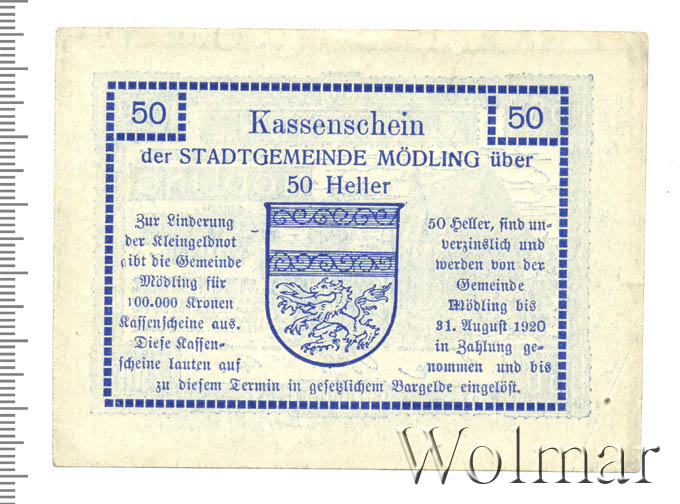 50
50
Kassenschein
der STADTGEMEINDE MÖDLING über
50 Heller
Zur Linderung
der Kleingeldnot
gibt die Gemeinde
Mödling für
100.000 Kronen
Kassenscheine aus.
Diese Kassen-
scheine lauten auf
50 Heller, sind un-
verzinslich und
werden von der
Gemeinde
Mödling bis
31. August 1920
in Zahlung ge-
nommen und bis
zu diesem Termin in gesetzlichem Bargelde eingelöst.
Wolmar